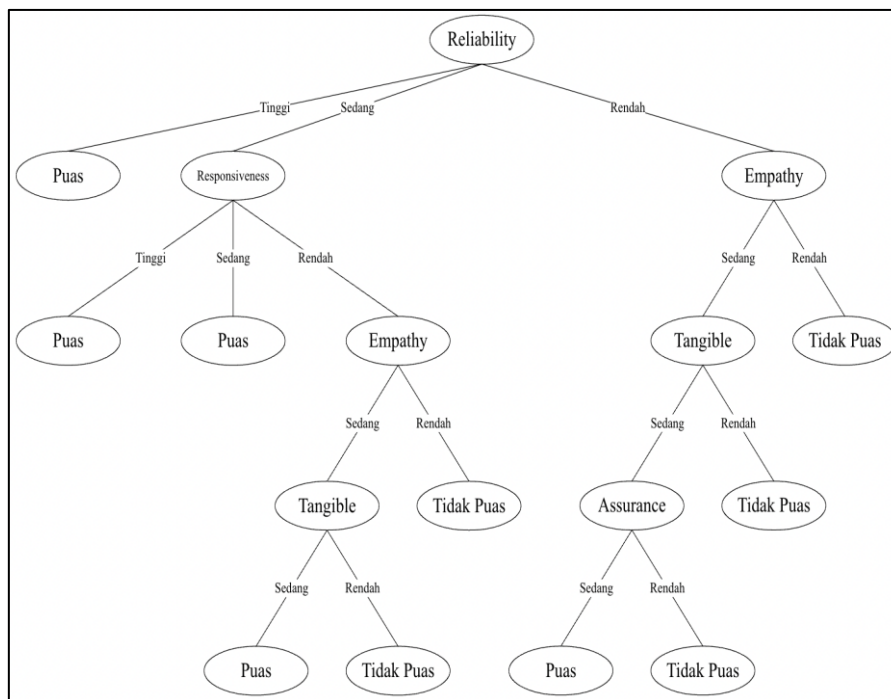 Reliability
Tinggi
Sedang
Rendah
Puas
Responsiveness
Empathy
Tinggi
Sedang
Rendah
Sedang
Rendah
Puas
Puas
Empathy
Tangible
Tidak Puas
Sedang
Rendah
Sedang
Rendah
Tangible
Tidak Puas
Assurance
Tidak Puas
Sedang
Rendah
Sedang
Rendah
Puas
Tidak Puas
Puas
Tidak Puas